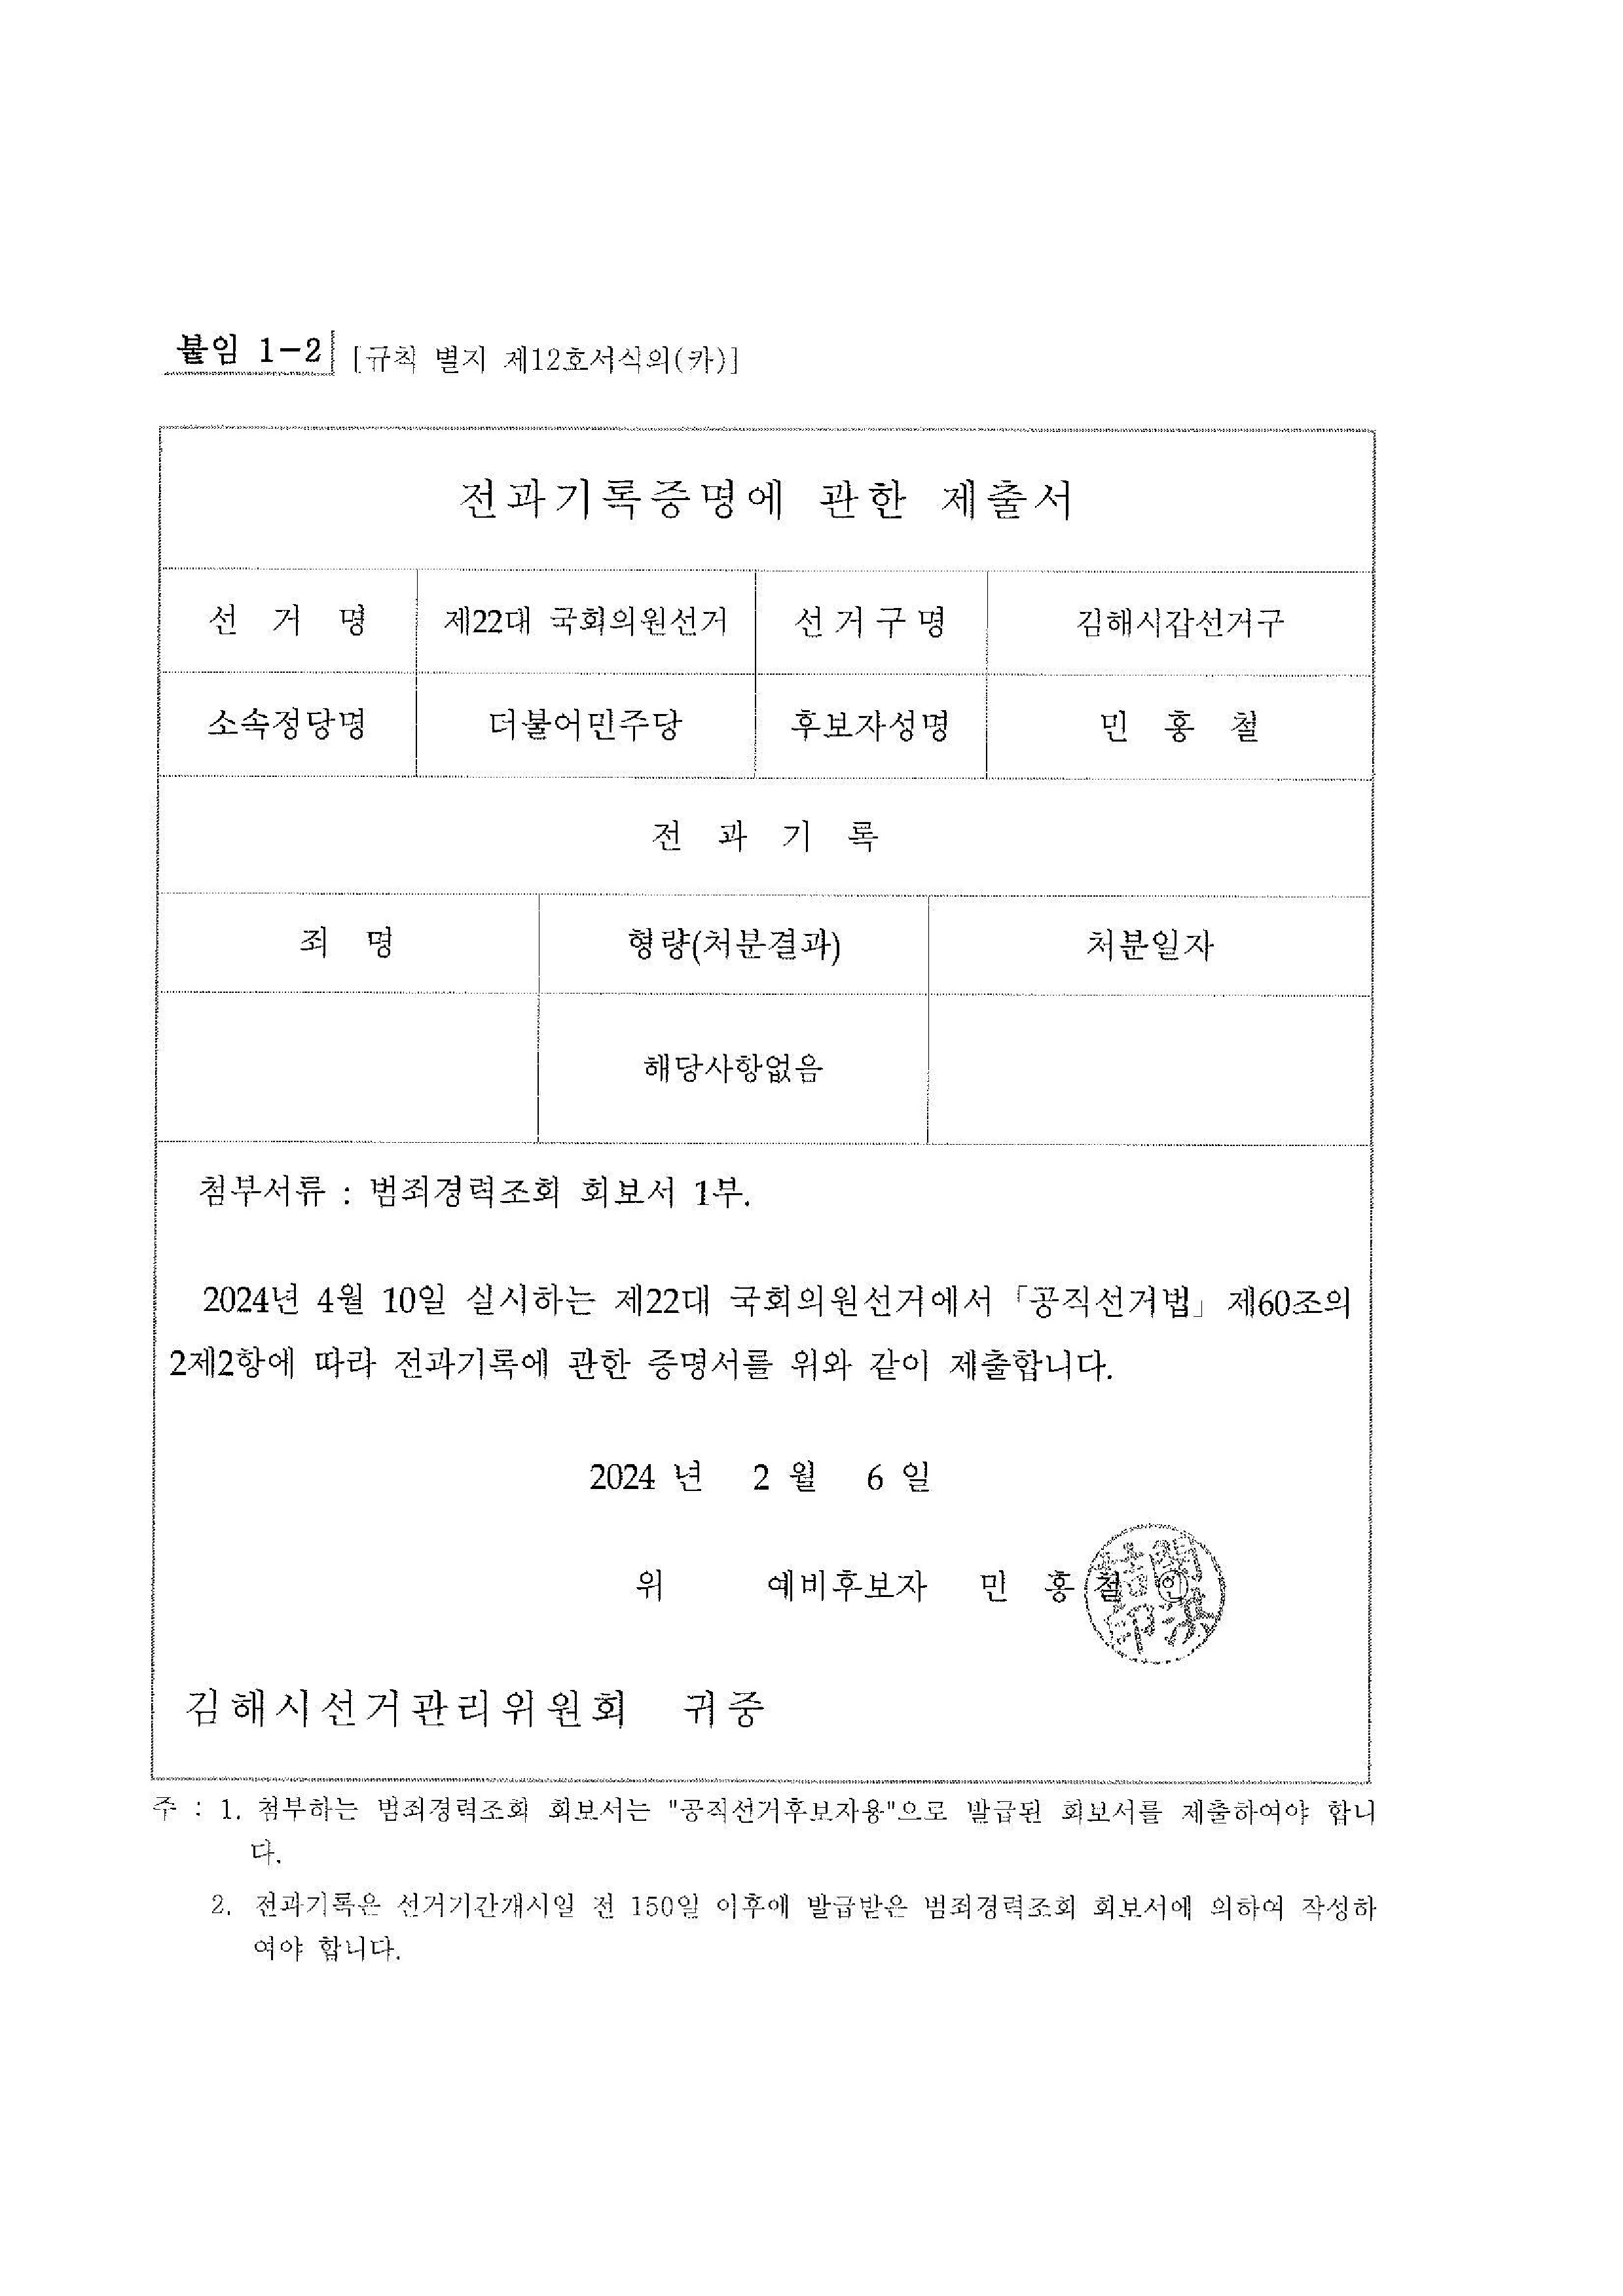 붙임 1-2 [규칙 별지 제12호서식의(카)]
전과기록증명에 관한 제출서
선 거 명 제22대 국회의원선거 선거구명 김해시갑선거구
소속정당명 더불어민주당 후보자성명 민 홍 철
전 과 기 록
죄 명 형량(처분결과) 처분일자
해당사항없음
첨부서류 : 범죄경력조회 회보서 1부.
2024년 4월 10일 실시하는 제22대 국회의원선거에서 「공직선거법」 제60조의
2제2항에 따라 전과기록에 관한 증명서를 위와 같이 제출합니다.
2024 년 2 월 6 일
위 예비후보자 민 홍 철 ㊞
김해시선거관리위원회 귀중
주 : 1. 첨부하는 범죄경력조회 회보서는 "공직선거후보자용"으로 발급된 회보서를 제출하여야 합니
다.
2. 전과기록은 선거기간개시일 전 150일 이후에 발급받은 범죄경력조회 회보서에 의하여 작성하
여야 합니다.